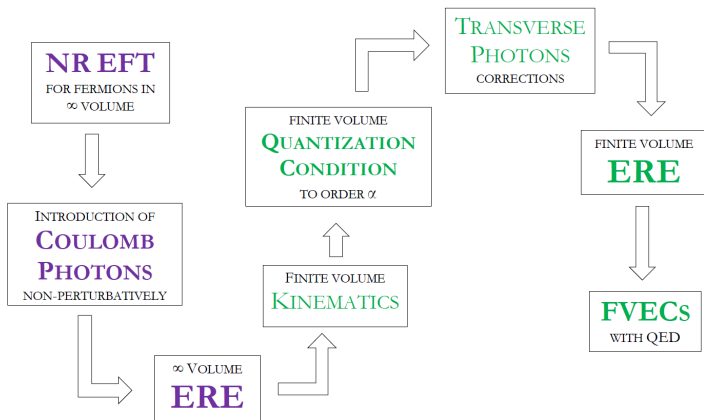 NR EFT
FOR FERMIONS IN
∞ VOLUME
INTRODUCTION OF
COULOMB
PHOTONS
NON-PERTURBATIVELY
∞ VOLUME
ERE
FINITE VOLUME
KINEMATICS
FINITE VOLUME
QUANTIZATION
CONDITION
TO ORDER α
TRANSVERSE
PHOTONS
CORRECTIONS
FINITE VOLUME
ERE
FVECS
WITH QED